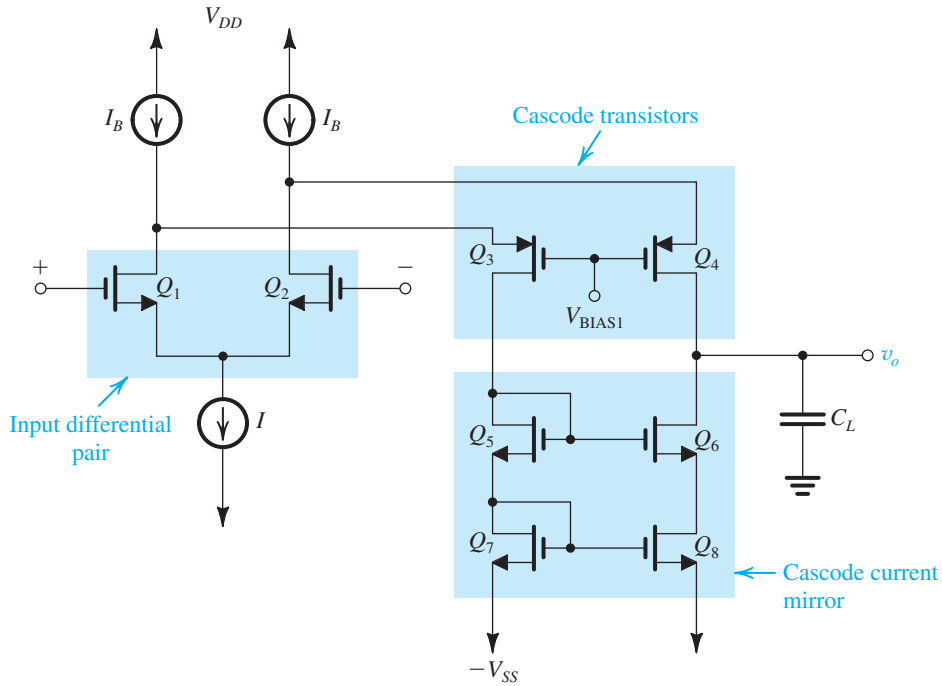 V_DD
I_B
I_B
Cascode transistors
Q_3
Q_4
+
−
Q_1
Q_2
V_BIAS1
v_o
Input differential
pair
I
C_L
Q_5
Q_6
Q_7
Q_8
Cascode current
mirror
−V_SS